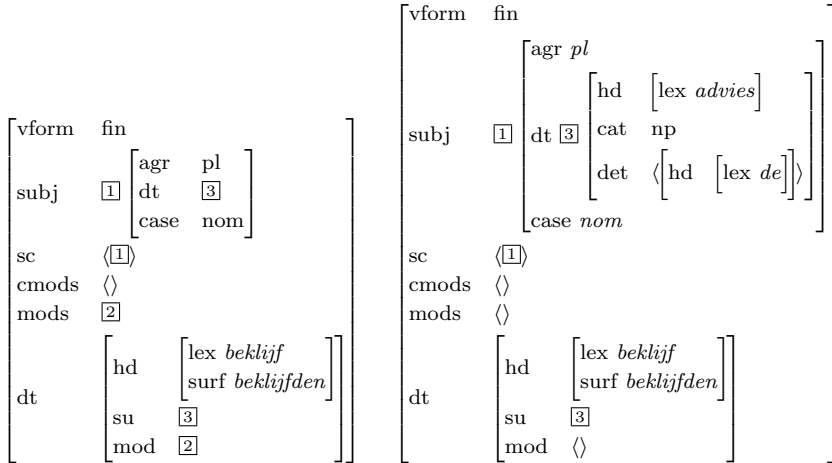 vform fin
subj 1
agr pl
dt 3
case nom
sc ⟨1⟩
cmods ⟨⟩
mods 2
dt
hd
lex beklijf
surf beklijfden
su 3
mod 2
vform fin
subj 1
agr pl
dt 3
hd [lex advies]
cat np
det ⟨[hd [lex de]]⟩
case nom
sc ⟨1⟩
cmods ⟨⟩
mods ⟨⟩
dt
hd
lex beklijf
surf beklijfden
su 3
mod ⟨⟩